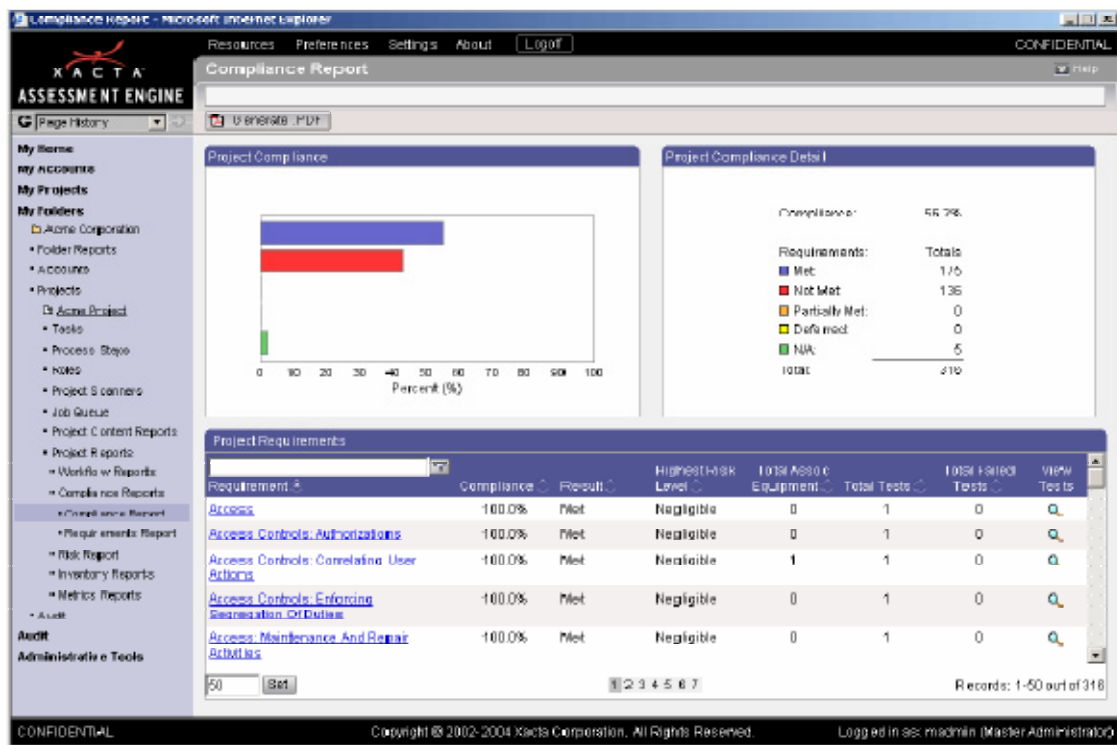 Compliance Report - Microsoft Internet Explorer
Resources Preferences Settings About Logoff CONFIDENTIAL
XACTA
ASSESSMENT ENGINE
Compliance Report Help
Page History
Generate .PDF
My Home
My Accounts
My Projects
My Folders
Acme Corporation
Folder Reports
Accounts
Projects
Acme Project
Tasks
Process Steps
Roles
Project Scanners
Job Queue
Project Content Reports
Project Reports
Workflow Reports
Compliance Reports
Compliance Report
Requirements Report
Risk Report
Inventory Reports
Metrics Reports
Audit
Audit
Administrative Tools
Project Compliance
0 10 20 30 40 50 60 70 80 90 100
Percent (%)
Project Compliance Detail
Compliance:
Requirements: Totals
Met: 175
Not Met: 136
Partially Met: 0
Deferred: 0
N/A: 5
Total: 316
Project Requirements
Requirement Compliance Result Highest Risk Level Total Assoc Equipment Total Tests Total Failed Tests View Tests
Access 100.0% Met Negligible 0 1 0
Access Controls: Authorizations 100.0% Met Negligible 0 1 0
Access Controls: Correlating User Actions 100.0% Met Negligible 1 1 0
Access Controls: Enforcing Segregation Of Duties 100.0% Met Negligible 0 1 0
Access: Maintenance And Repair Activities 100.0% Met Negligible 0 1 0
50 Set 1 2 3 4 5 6 7 Records: 1-50 out of 316
CONFIDENTIAL Copyright © 2002-2004 Xacta Corporation. All Rights Reserved. Logged in as: madmin (Master Administrator)